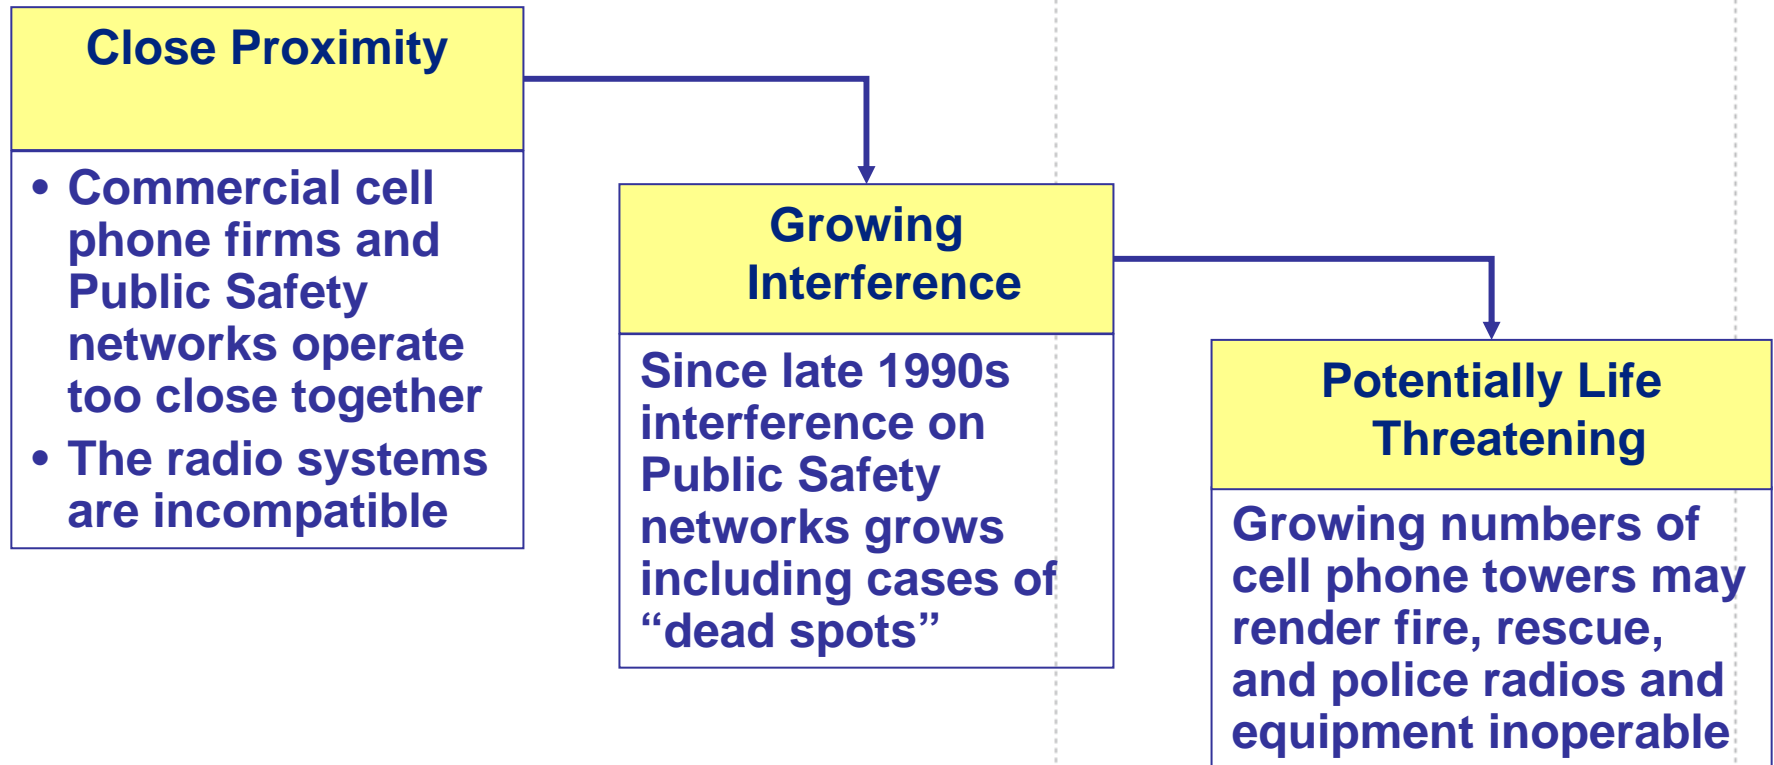 Close Proximity
• Commercial cell
phone firms and
Public Safety
networks operate
too close together
• The radio systems
are incompatible
Growing
Interference
Since late 1990s
interference on
Public Safety
networks grows
including cases of
“dead spots”
Potentially Life
Threatening
Growing numbers of
cell phone towers may
render fire, rescue,
and police radios and
equipment inoperable